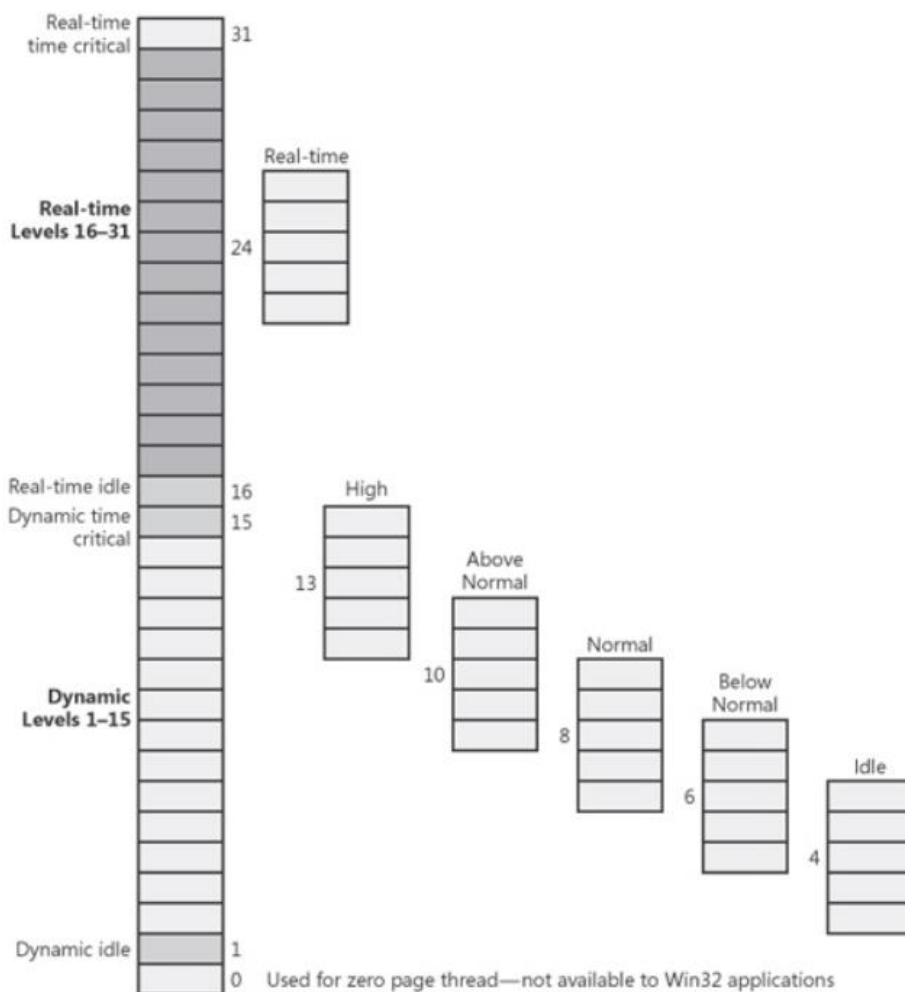 Real-time
time critical
31
Real-time
Real-time
Levels 16–31
24
Real-time idle
16
High
Dynamic time
critical
15
Above
Normal
13
Normal
10
Below
Normal
Dynamic
Levels 1–15
8
Idle
6
4
Dynamic idle
1
0 Used for zero page thread—not available to Win32 applications